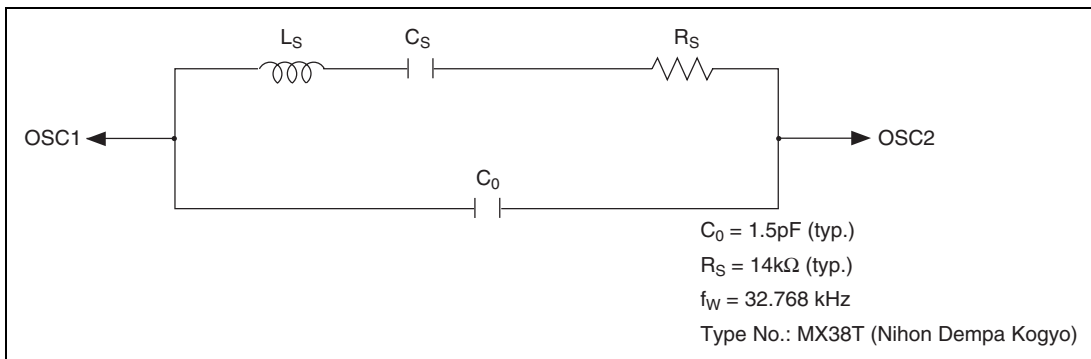 L_S
C_S
R_S
OSC1
OSC2
C_0
C_0 = 1.5pF (typ.)
R_S = 14kΩ (typ.)
f_W = 32.768 kHz
Type No.: MX38T (Nihon Dempa Kogyo)